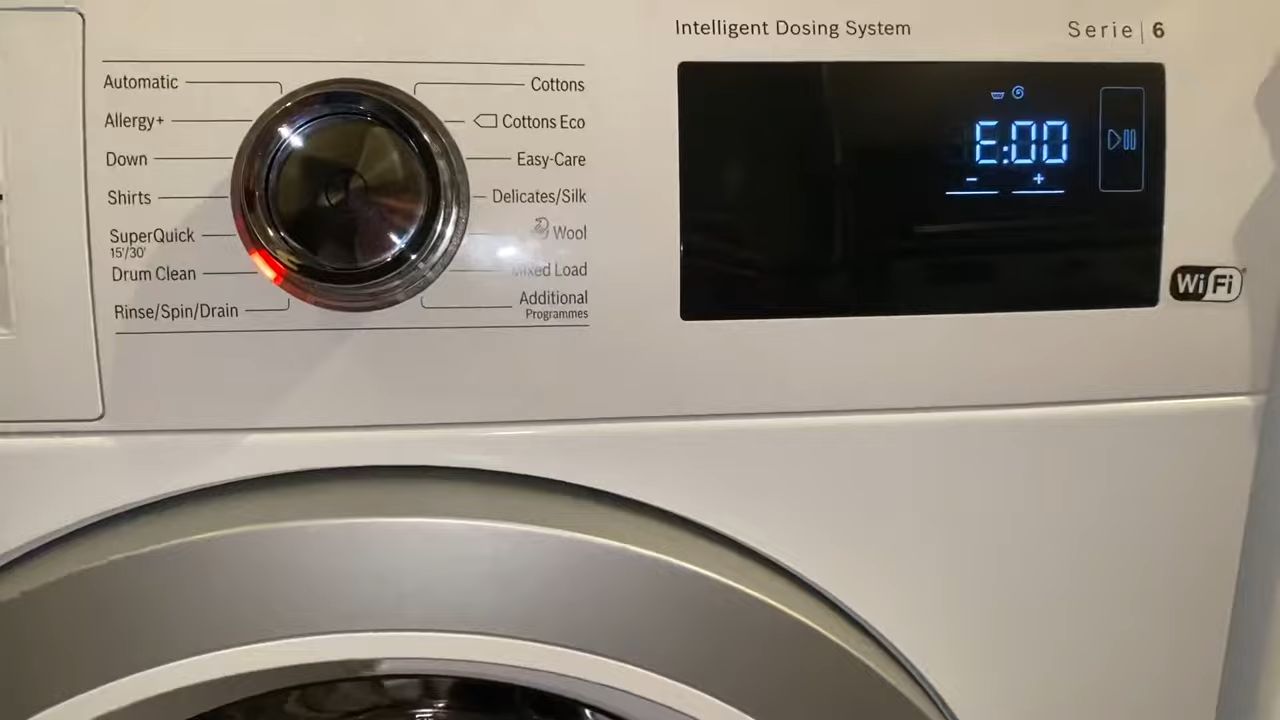 Intelligent Dosing System
Serie | 6
Automatic
Allergy+
Down
Shirts
SuperQuick
15'/30'
Drum Clean
Rinse/Spin/Drain
Cottons
Cottons Eco
Easy-Care
Delicates/Silk
Wool
Mixed Load
Additional
Programmes
E:00
- +
WiFi